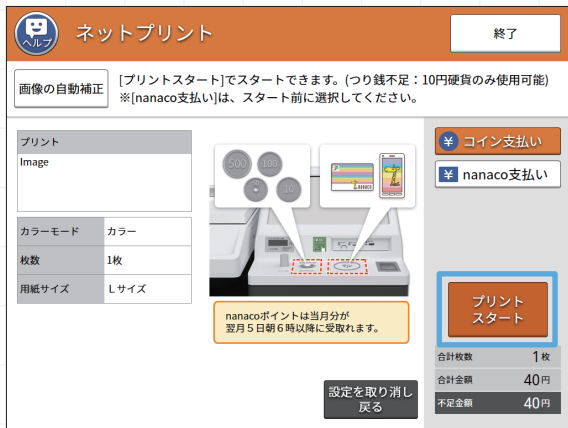 ヘルプ
ネットプリント
終了
画像の自動補正
[プリントスタート]でスタートできます。(つり銭不足：10円硬貨のみ使用可能)
※[nanaco支払い]は、スタート前に選択してください。
プリント
Image
カラーモード カラー
枚数 1枚
用紙サイズ Lサイズ
500 100
10
nanacoポイントは当月分が
翌月5日朝6時以降に受取れます。
設定を取り消し
戻る
¥ コイン支払い
¥ nanaco支払い
プリント
スタート
合計枚数 1枚
合計金額 40円
不足金額 40円